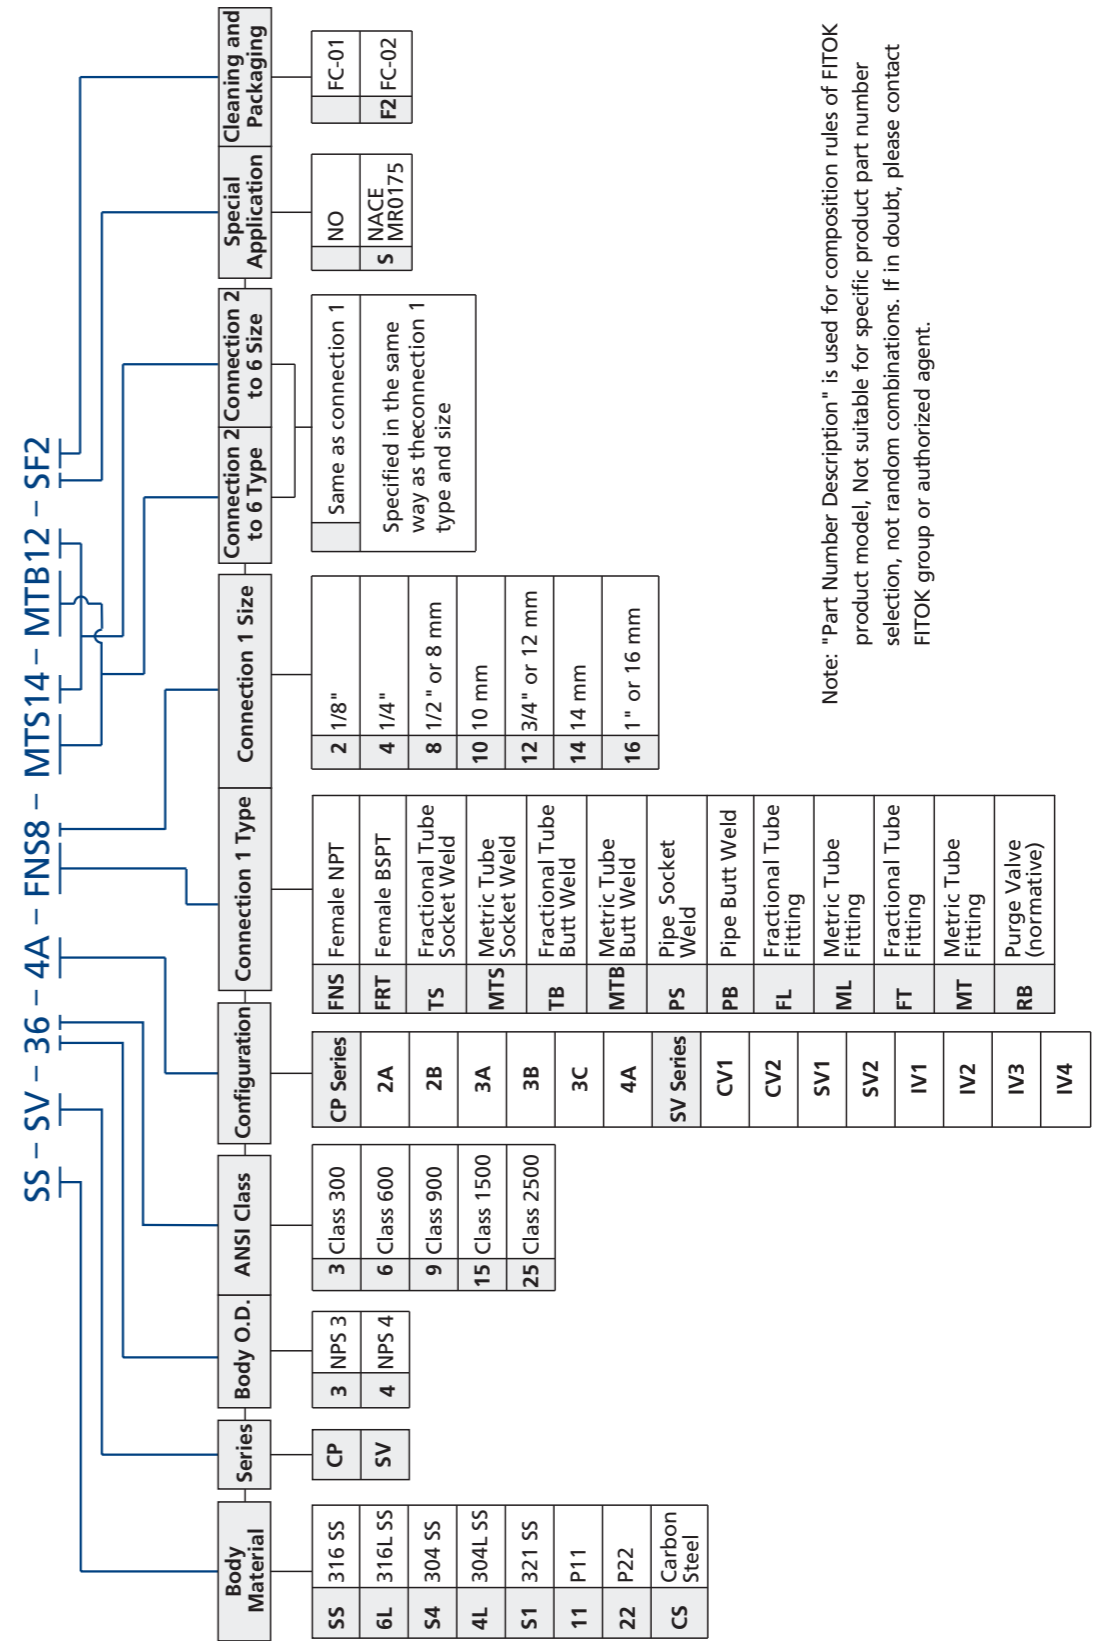 SS – SV – 36 – 4A – FNS8 – MTS14 – MTB12 – SF2
Body
Material
SS 316 SS
6L 316L SS
S4 304 SS
4L 304L SS
S1 321 SS
11 P11
22 P22
CS Carbon
Steel
Series
CP
SV
Body O.D.
3 NPS 3
4 NPS 4
ANSI Class
3 Class 300
6 Class 600
9 Class 900
15 Class 1500
25 Class 2500
Configuration
CP Series
2A
2B
3A
3B
3C
4A
SV Series
CV1
CV2
SV1
SV2
IV1
IV2
IV3
IV4
Connection 1 Type
FNS Female NPT
FRT Female BSPT
TS Fractional Tube
Socket Weld
MTS Metric Tube
Socket Weld
TB Fractional Tube
Butt Weld
MTB Metric Tube
Butt Weld
PS Pipe Socket
Weld
PB Pipe Butt Weld
FL Fractional Tube
Fitting
ML Metric Tube
Fitting
FT Fractional Tube
Fitting
MT Metric Tube
Fitting
RB Purge Valve
(normative)
Connection 1 Size
2 1/8"
4 1/4"
8 1/2" or 8 mm
10 10 mm
12 3/4" or 12 mm
14 14 mm
16 1" or 16 mm
Connection 2
to 6 Type
Connection 2
to 6 Size
Same as connection 1
Specified in the same
way as theconnection 1
type and size
Special
Application
NO
S NACE
MR0175
Cleaning and
Packaging
FC-01
F2 FC-02
Note: "Part Number Description" is used for composition rules of FITOK
product model, Not suitable for specific product part number
selection, not random combinations. If in doubt, please contact
FITOK group or authorized agent.